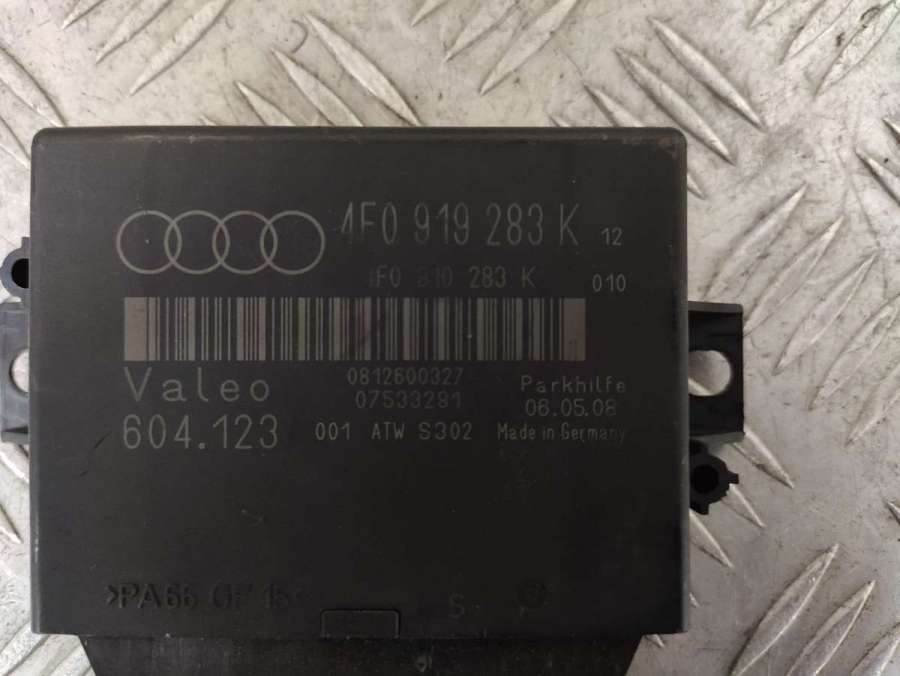 4F0 919 283 K 12
4F0 910 283 K 010
0812600327
Valeo 07533281 Parkhilfe
06.05.08
604.123 001 ATW S302 Made in Germany
>PA66
S